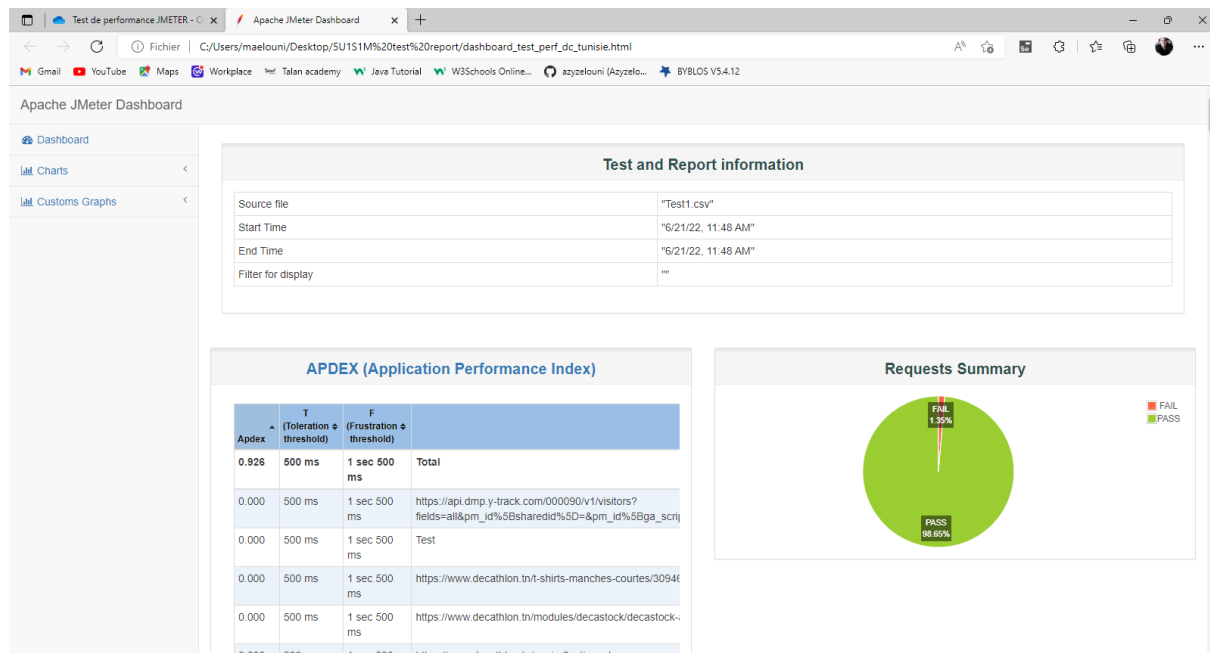 Test de performance JMETER - C
Apache JMeter Dashboard
Fichier
C:/Users/maelouni/Desktop/5U1S1M%20test%20report/dashboard_test_perf_dc_tunisie.html
Gmail YouTube Maps Workplace Talan academy Java Tutorial W3Schools Online... azyzelouni (Azyzelo... BYBLOS V5.4.12
Apache JMeter Dashboard
Dashboard
Charts
Customs Graphs
Test and Report information
Source file "Test1.csv"
Start Time "6/21/22, 11:48 AM"
End Time "6/21/22, 11:48 AM"
Filter for display ""
APDEX (Application Performance Index)
Apdex T (Toleration threshold) F (Frustration threshold)
0.926 500 ms 1 sec 500 ms Total
0.000 500 ms 1 sec 500 ms https://api.dmp.y-track.com/000090/v1/visitors?
fields=all&pm_id%5Bsharedid%5D=&pm_id%5Bga_scrip
0.000 500 ms 1 sec 500 ms Test
0.000 500 ms 1 sec 500 ms https://www.decathlon.tn/t-shirts-manches-courtes/30946
0.000 500 ms 1 sec 500 ms https://www.decathlon.tn/modules/decastock/decastock-
Requests Summary
FAIL
1.35%
PASS
98.65%
FAIL
PASS